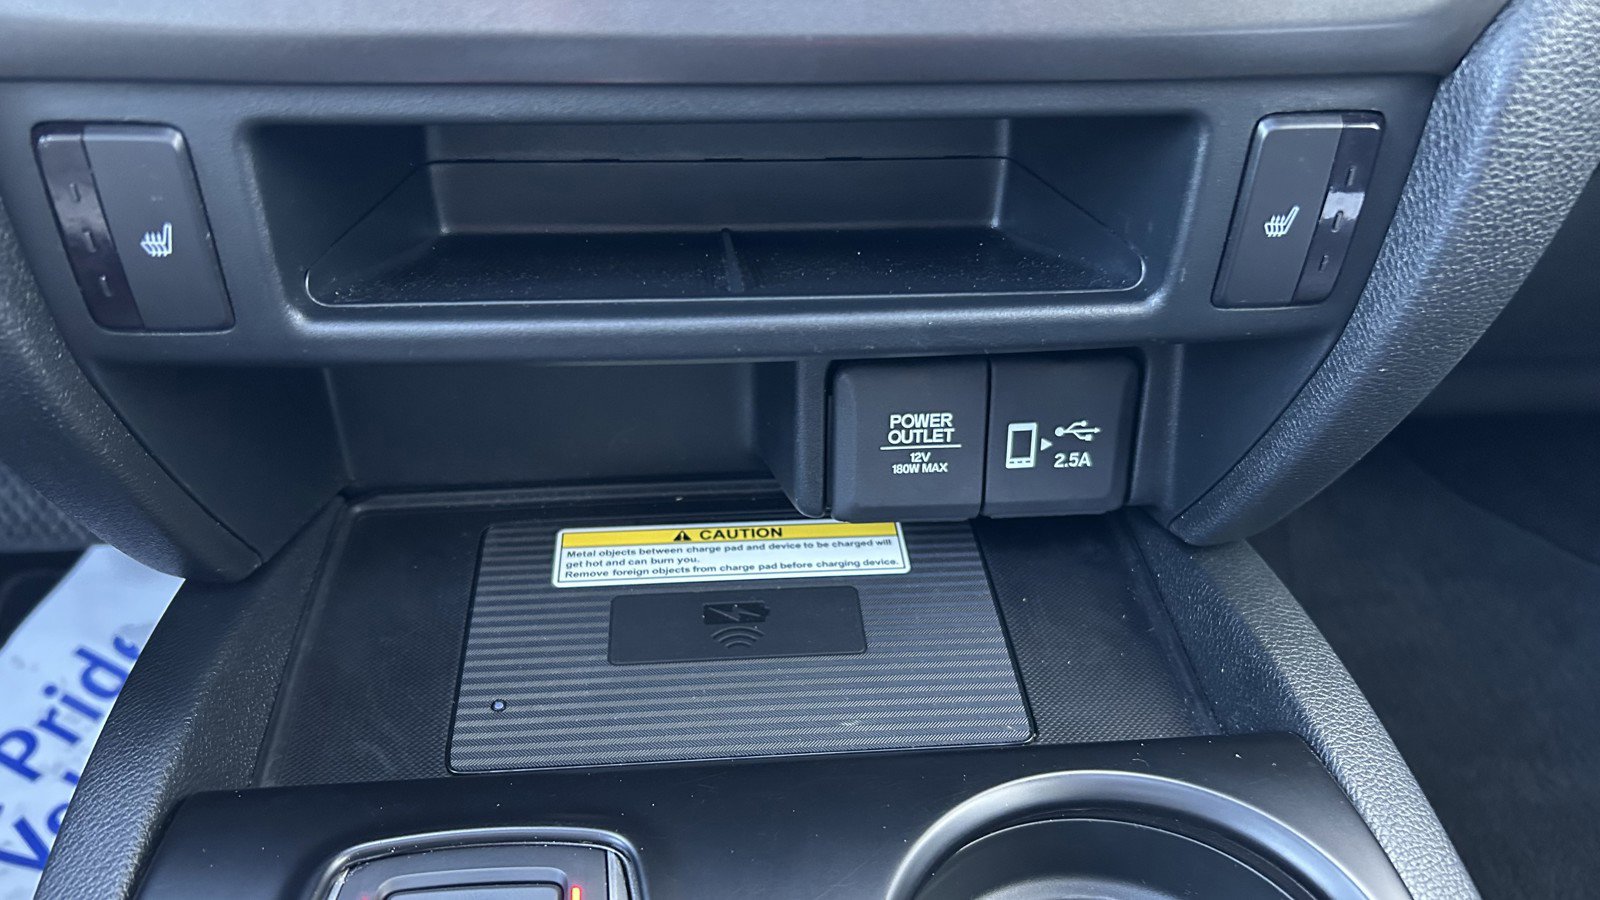 POWER
OUTLET
12V
180W MAX
2.5A
CAUTION
Metal objects between charge pad and device to be charged will
get hot and can burn you.
Remove foreign objects from charge pad before charging device.